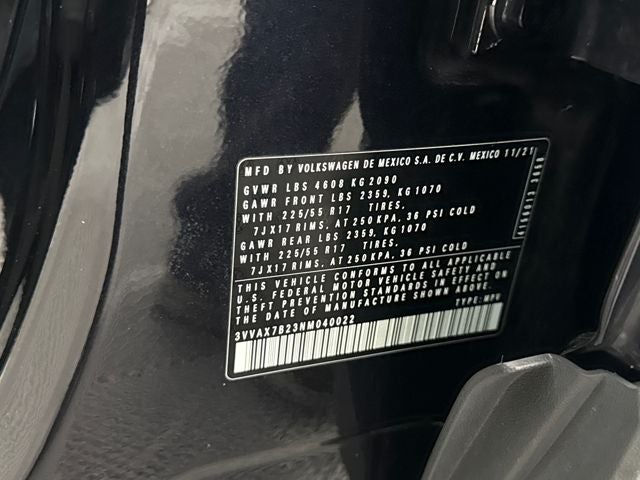 MFD BY VOLKSWAGEN DE MEXICO S.A. DE C.V. MEXICO 11/21
GVWR LBS 4608 KG 2090
GAWR FRONT LBS 2359, KG1070
WITH 225/55 R17 TIRES.
7JX17 RIMS, AT 250 KPA, 36 PSI COLD
GAWR REAR LBS 2359, KG1070
WITH 225/55 R17 TIRES.
7JX17 RIMS, AT 250 KPA, 36 PSI COLD
THIS VEHICLE CONFORMS TO ALL APPLICABLE
U.S. FEDERAL MOTOR VEHICLE SAFETY AND
THEFT PREVENTION STANDARDS IN EFFECT ON
THE DATE OF MANUFACTURE SHOWN ABOVE.
3VVAX7B23NM040022 TYPE: MPV